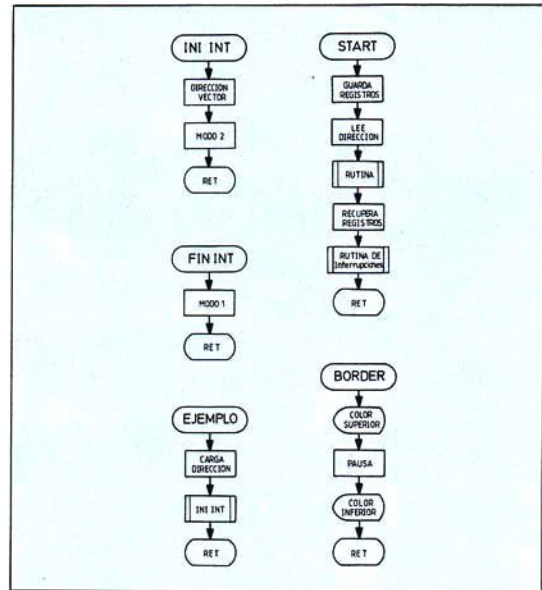 INI INT
DIRECCION
VECTOR
MODO 2
RET
FIN INT
MODO 1
RET
EJEMPLO
CARGA
DIRECCION
INI INT
RET
START
GUARDA
REGISTROS
LEE
DIRECCION
RUTINA
RECUPERA
REGISTROS
RUTINA DE
Interrupciones
RET
BORDER
COLOR
SUPERIOR
PAUSA
COLOR
INFERIOR
RET